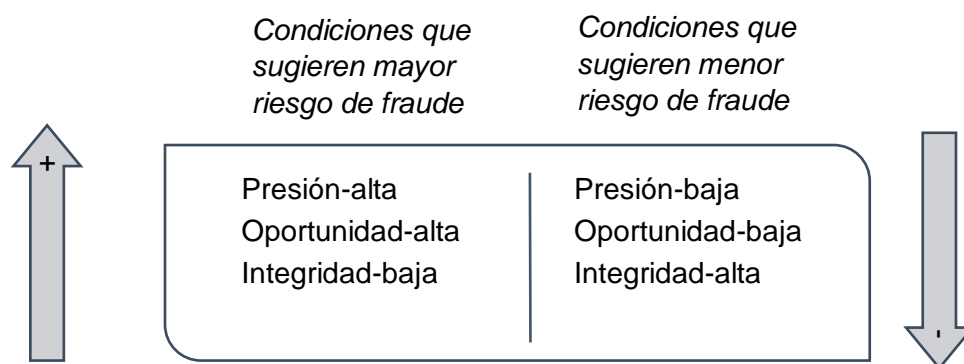 Condiciones que
sugieren mayor
riesgo de fraude
Condiciones que
sugieren menor
riesgo de fraude
+
Presión-alta
Oportunidad-alta
Integridad-baja
Presión-baja
Oportunidad-baja
Integridad-alta
-